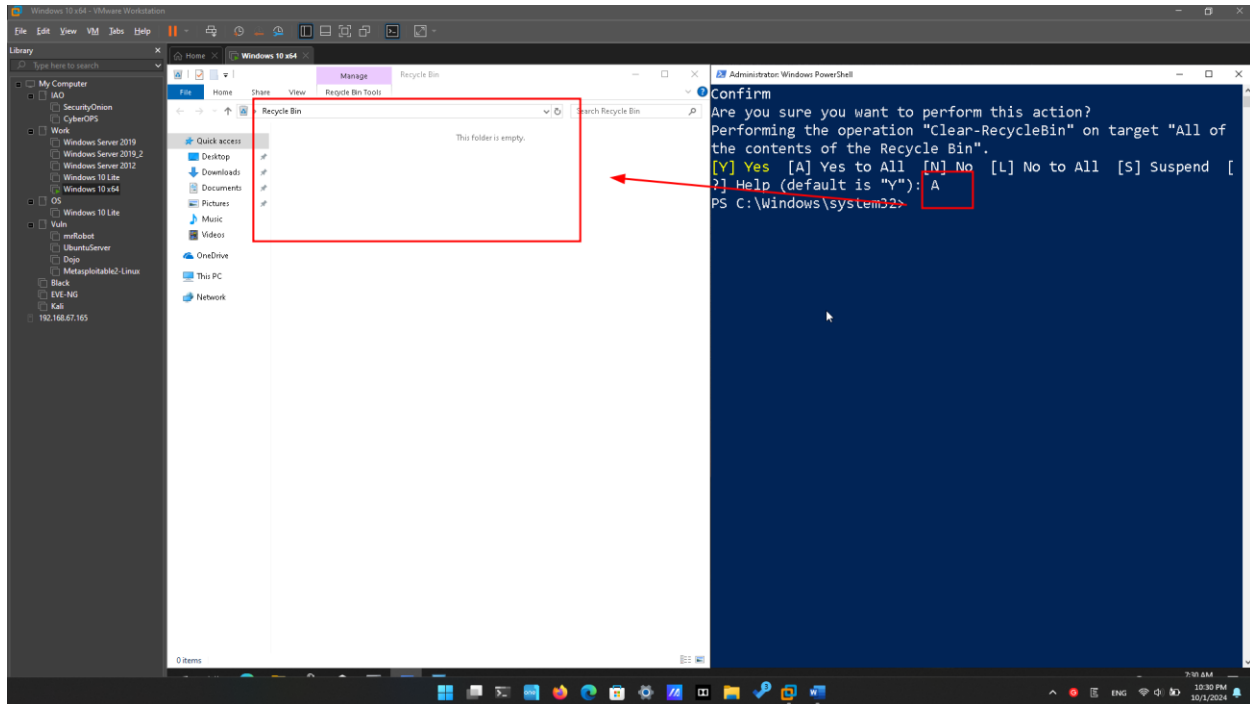 Windows 10 x64 - VMware Workstation
File Edit View VM Tabs Help
Library
Type here to search
My Computer
IAO
SecurityOnion
CyberOPS
Work
Windows Server 2019
Windows Server 2019_2
Windows Server 2012
Windows 10 Lite
Windows 10 x64
OS
Windows 10 Lite
Vuln
mrRobot
UbuntuServer
Dojo
Metasploitable2-Linux
Black
EVE-NG
Kali
192.168.67.165
Home Windows 10 x64
Manage Recycle Bin
File Home Share View Recycle Bin Tools
Recycle Bin Search Recycle Bin
This folder is empty.
Quick access
Desktop
Downloads
Documents
Pictures
Music
Videos
OneDrive
This PC
Network
0 items
Administrator: Windows PowerShell
Confirm
Are you sure you want to perform this action?
Performing the operation "Clear-RecycleBin" on target "All of
the contents of the Recycle Bin".
[Y] Yes [A] Yes to All [N] No [L] No to All [S] Suspend [
?] Help (default is "Y"): A
PS C:\Windows\system32>
7:30 AM
ENG 10:30 PM
10/1/2024